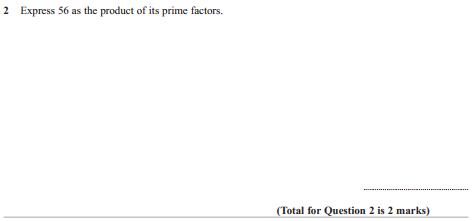 2 Express 56 as the product of its prime factors.
(Total for Question 2 is 2 marks)